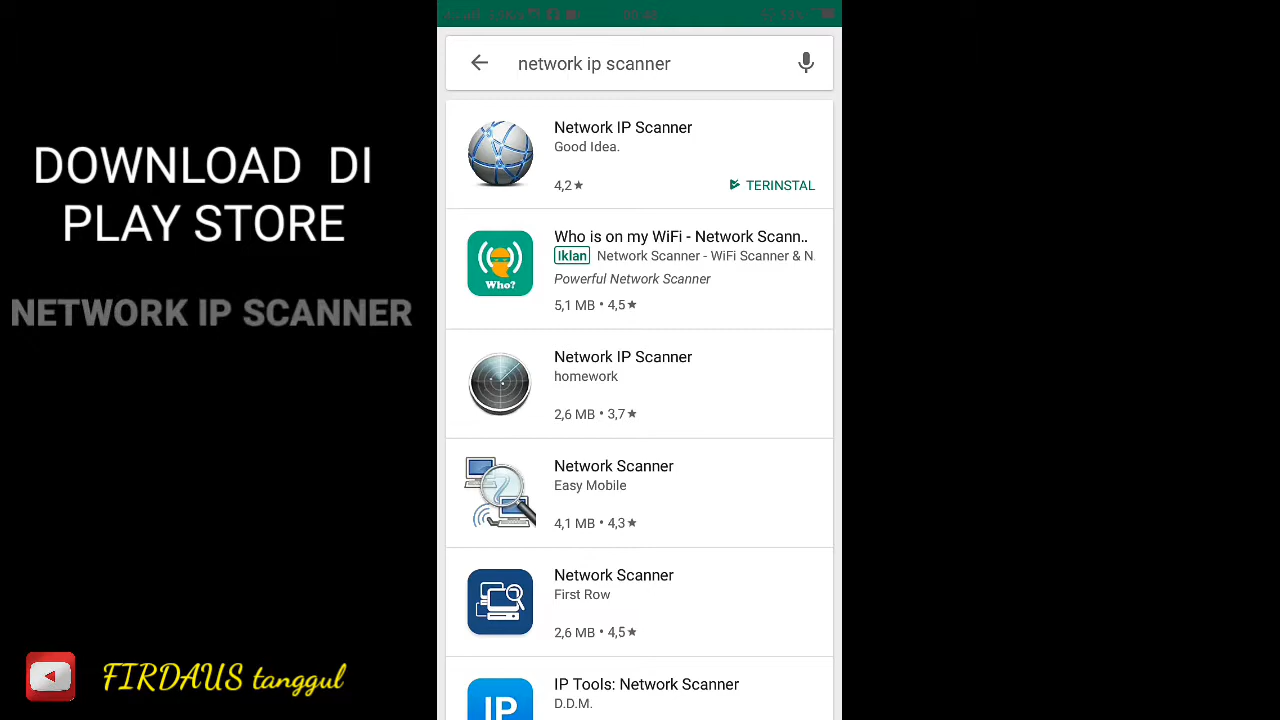 DOWNLOAD DI
PLAY STORE
NETWORK IP SCANNER
FIRDAUS tanggul
network ip scanner
Network IP Scanner
Good Idea.
4,2★
TERINSTAL
Who is on my WiFi - Network Scann..
Iklan Network Scanner - WiFi Scanner & N
Powerful Network Scanner
5,1 MB • 4,5★
Who?
Network IP Scanner
homework
2,6 MB • 3,7★
Network Scanner
Easy Mobile
4,1 MB • 4,3★
Network Scanner
First Row
2,6 MB • 4,5★
IP Tools: Network Scanner
D.D.M.
IP